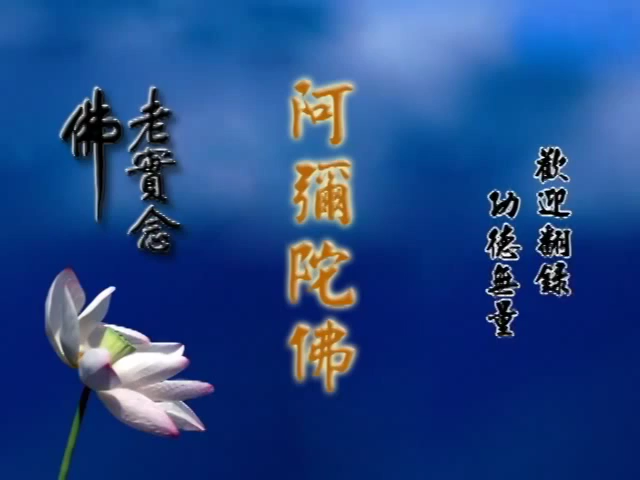 歡迎翻錄
功德無量
阿彌陀佛
老實念
佛